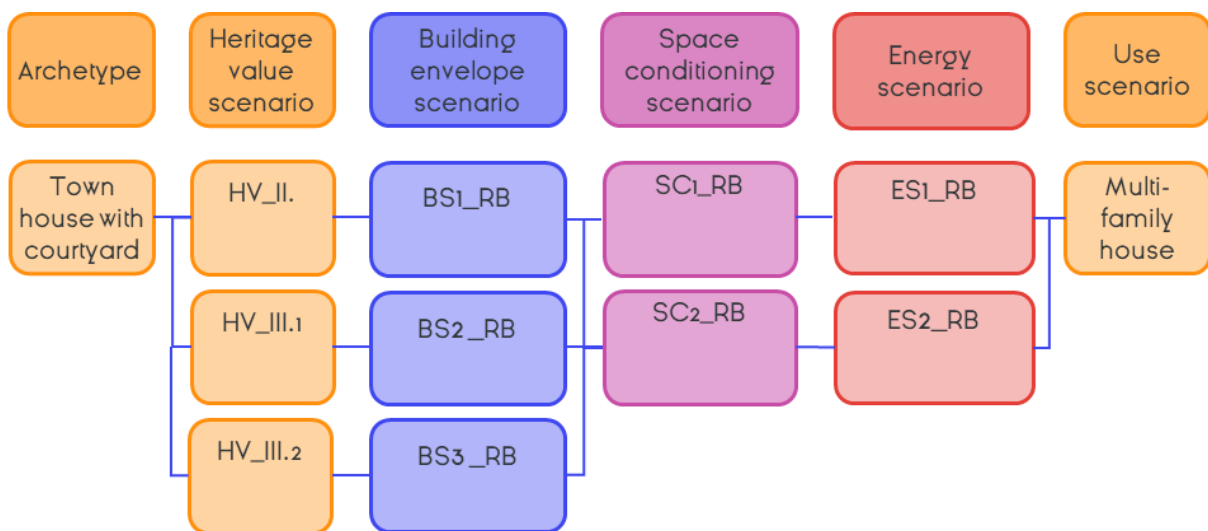 Archetype
Heritage
value
scenario
Building
envelope
scenario
Space
conditioning
scenario
Energy
scenario
Use
scenario
Town
house with
courtyard
HV_II.
BS1_RB
SC1_RB
ES1_RB
Multi-
family
house
HV_III.1
BS2_RB
SC2_RB
ES2_RB
HV_III.2
BS3_RB